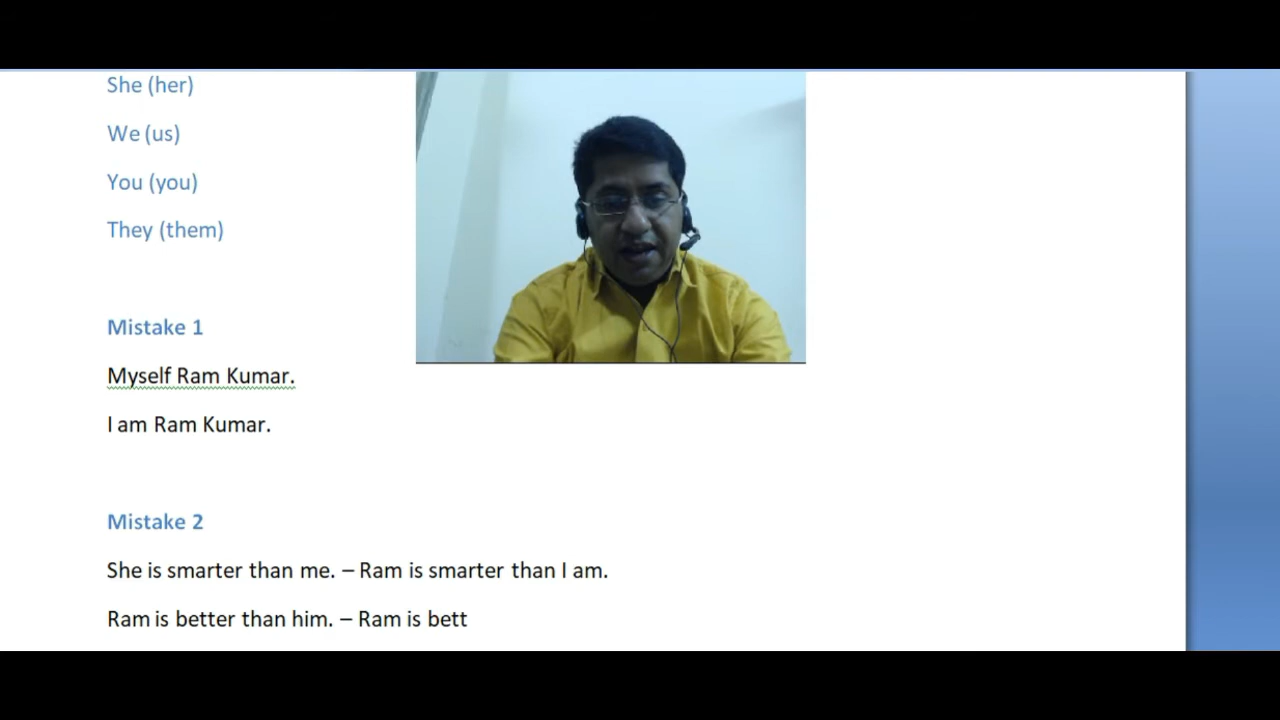 She (her)
We (us)
You (you)
They (them)
Mistake 1
Myself Ram Kumar.
I am Ram Kumar.
Mistake 2
She is smarter than me. – Ram is smarter than I am.
Ram is better than him. – Ram is bett